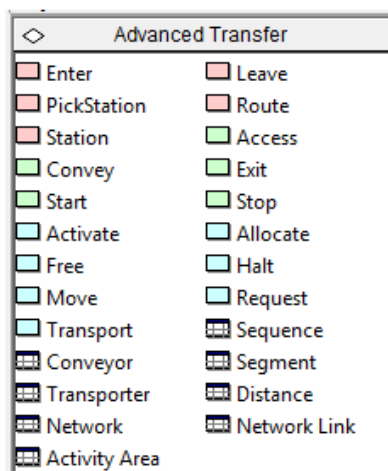 Advanced Transfer
Enter Leave
PickStation Route
Station Access
Convey Exit
Start Stop
Activate Allocate
Free Halt
Move Request
Transport Sequence
Conveyor Segment
Transporter Distance
Network Network Link
Activity Area